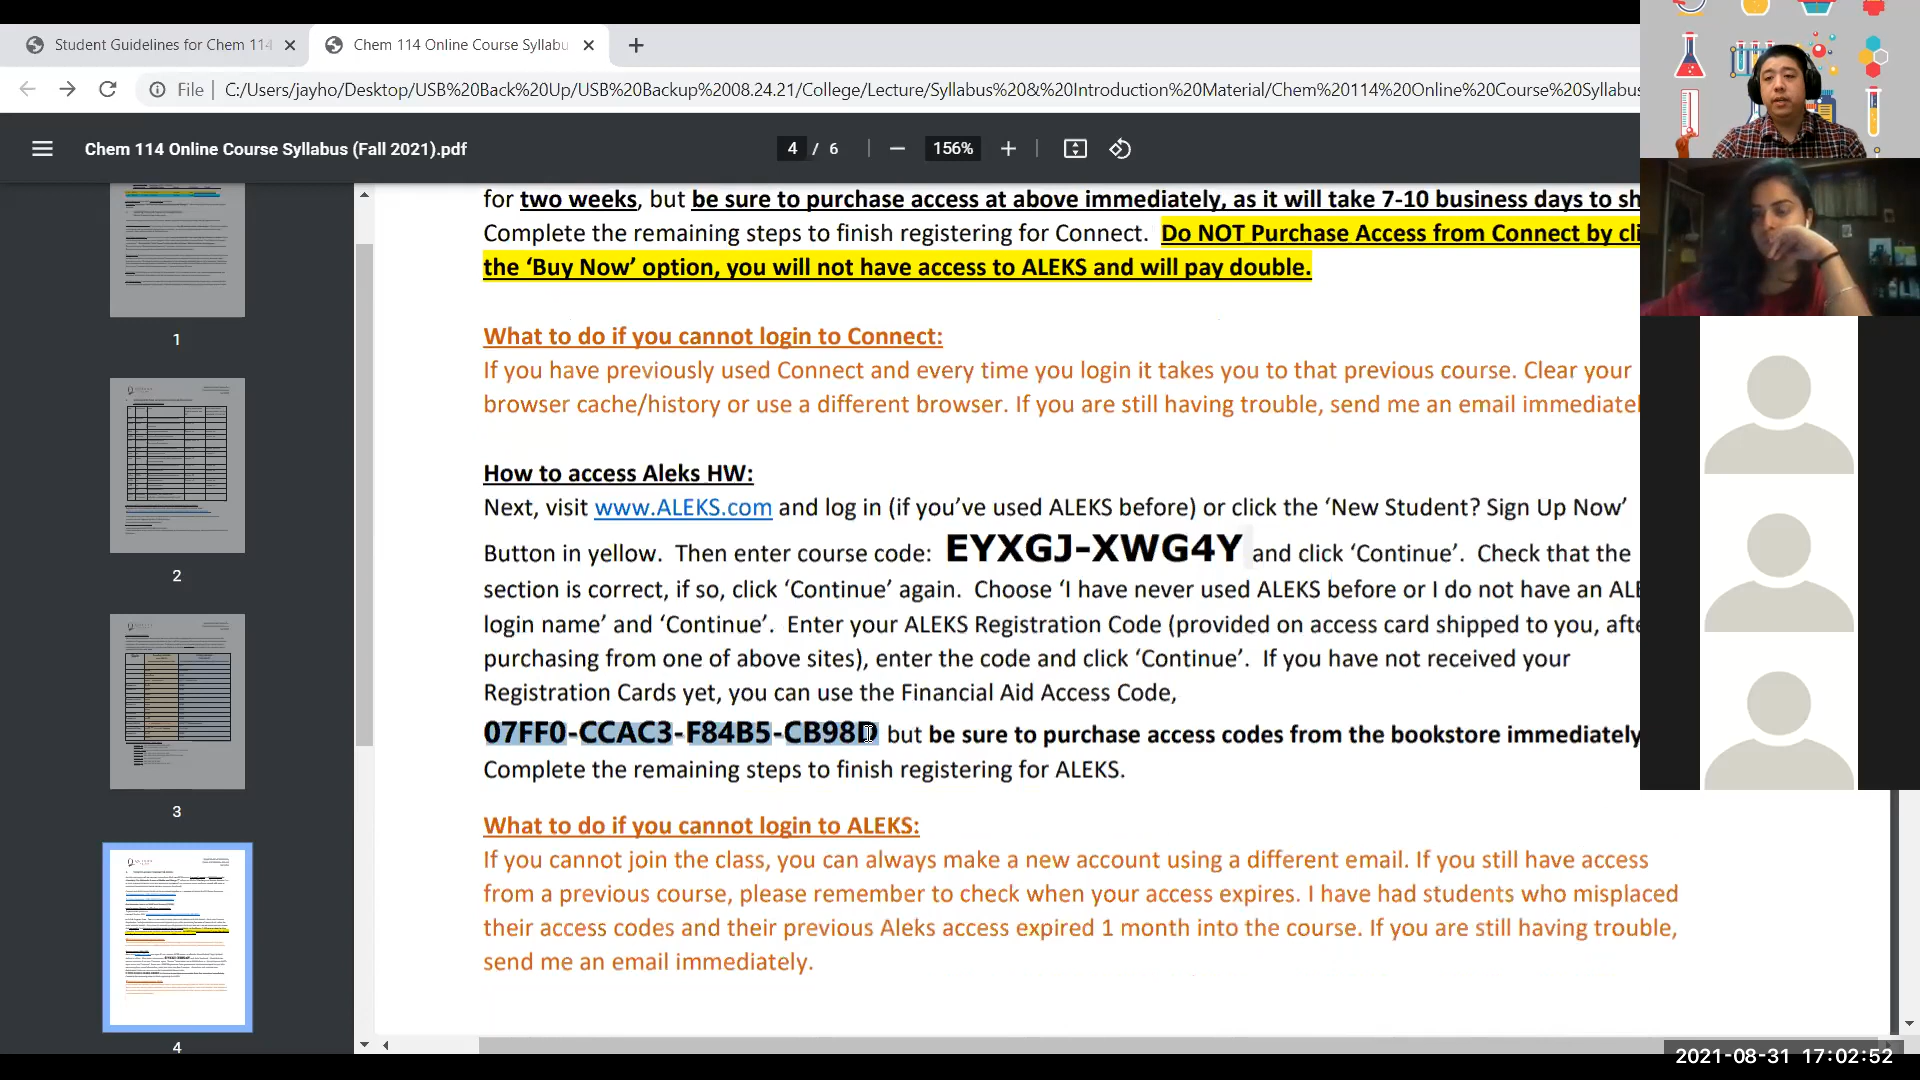 Student Guidelines for Chem 114
Chem 114 Online Course Syllabu
File
C:/Users/jayho/Desktop/USB%20Back%20Up/USB%20Backup%2008.24.21/College/Lecture/Syllabus%20&%20Introduction%20Material/Chem%20114%20Online%20Course%20Syllabus
Chem 114 Online Course Syllabus (Fall 2021).pdf
4 / 6
156%
1
2
3
4
for two weeks, but be sure to purchase access at above immediately, as it will take 7-10 business days to sh
Complete the remaining steps to finish registering for Connect. Do NOT Purchase Access from Connect by cli
the ‘Buy Now’ option, you will not have access to ALEKS and will pay double.
What to do if you cannot login to Connect:
If you have previously used Connect and every time you login it takes you to that previous course. Clear your
browser cache/history or use a different browser. If you are still having trouble, send me an email immediatel
How to access Aleks HW:
Next, visit www.ALEKS.com and log in (if you’ve used ALEKS before) or click the ‘New Student? Sign Up Now’
Button in yellow. Then enter course code: EYXGJ-XWG4Y and click ‘Continue’. Check that the
section is correct, if so, click ‘Continue’ again. Choose ‘I have never used ALEKS before or I do not have an ALE
login name’ and ‘Continue’. Enter your ALEKS Registration Code (provided on access card shipped to you, afte
purchasing from one of above sites), enter the code and click ‘Continue’. If you have not received your
Registration Cards yet, you can use the Financial Aid Access Code,
07FF0-CCAC3-F84B5-CB98D but be sure to purchase access codes from the bookstore immediately
Complete the remaining steps to finish registering for ALEKS.
What to do if you cannot login to ALEKS:
If you cannot join the class, you can always make a new account using a different email. If you still have access
from a previous course, please remember to check when your access expires. I have had students who misplaced
their access codes and their previous Aleks access expired 1 month into the course. If you are still having trouble,
send me an email immediately.
2021-08-31 17:02:52